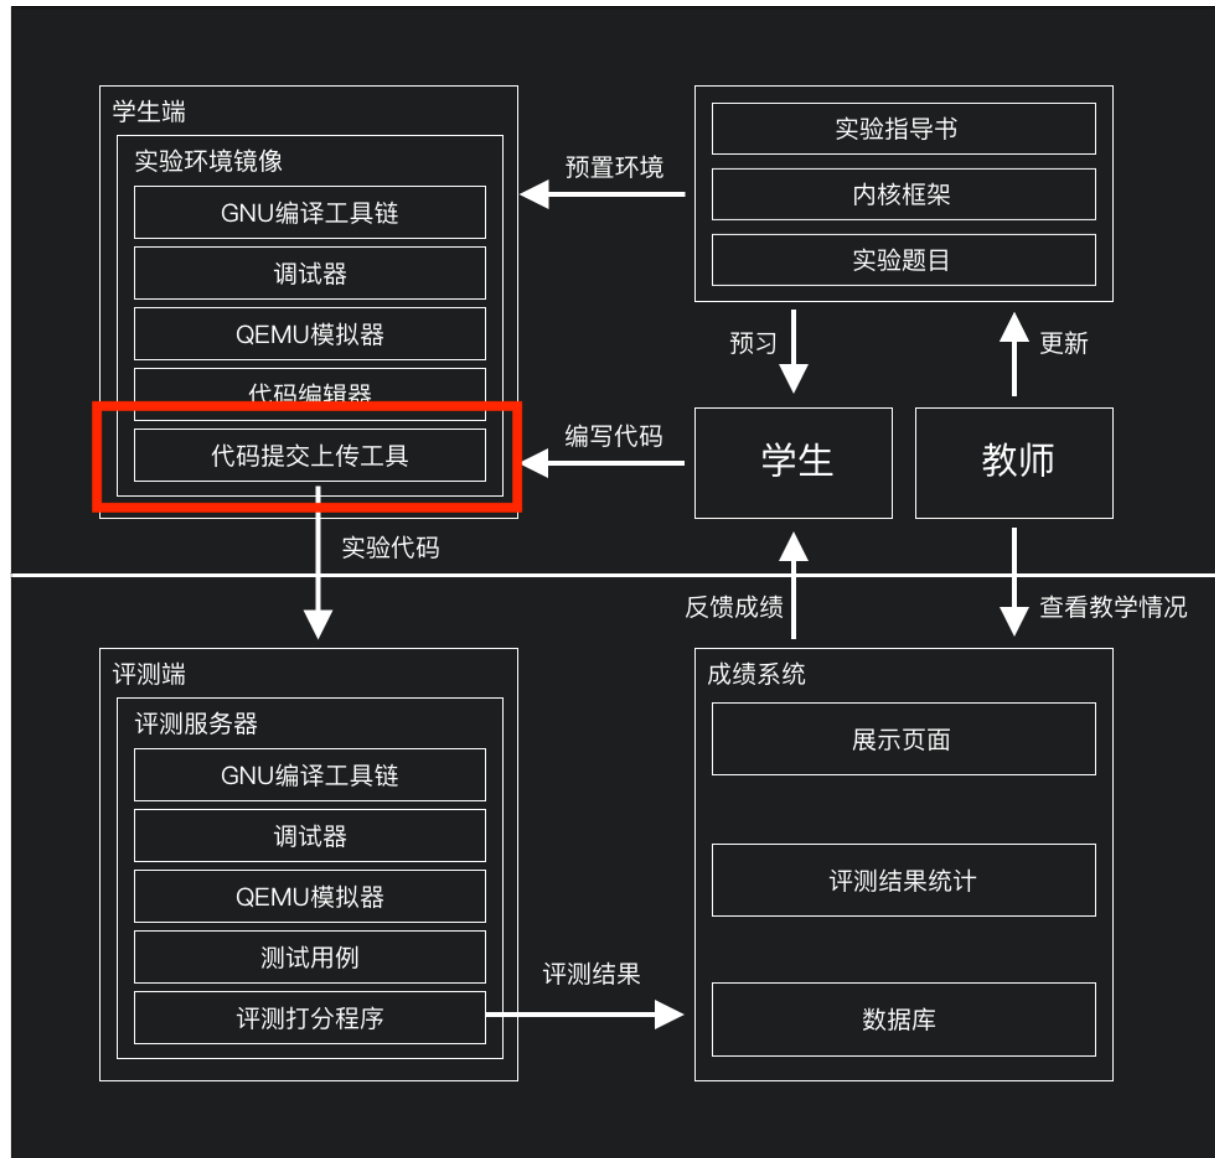 学生端
实验环境镜像
GNU编译工具链
调试器
QEMU模拟器
代码编辑器
代码提交上传工具
预置环境
实验指导书
内核框架
实验题目
预习
更新
编写代码
学生
教师
实验代码
反馈成绩
查看教学情况
评测端
评测服务器
GNU编译工具链
调试器
QEMU模拟器
测试用例
评测打分程序
评测结果
成绩系统
展示页面
评测结果统计
数据库